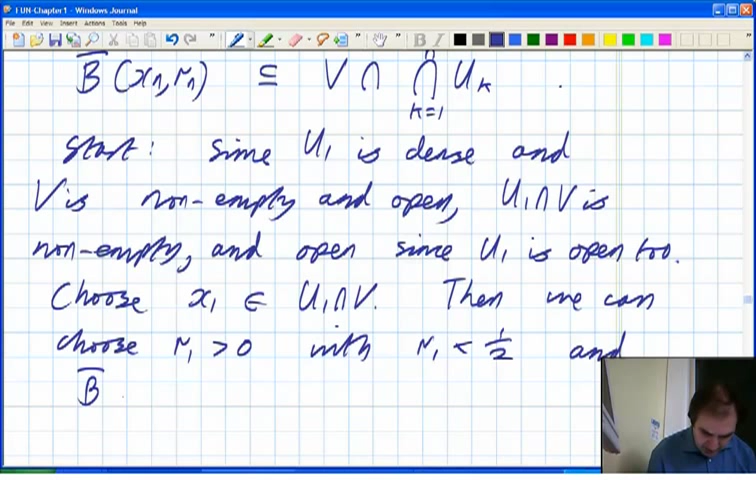 FUN-Chapter 1 - Windows Journal
File Edit View Insert Actions Tools Help
B̅ (x₁, r₁) ⊆ V ∩ ⋂ₖ₌₁ⁿ Uₖ .
Start: since U₁ is dense and
V is non-empty and open, U₁∩V is
non-empty, and open since U₁ is open too.
Choose x₁ ∈ U₁∩V. Then we can
choose r₁ > 0 with r₁ < 1/2 and
B̅